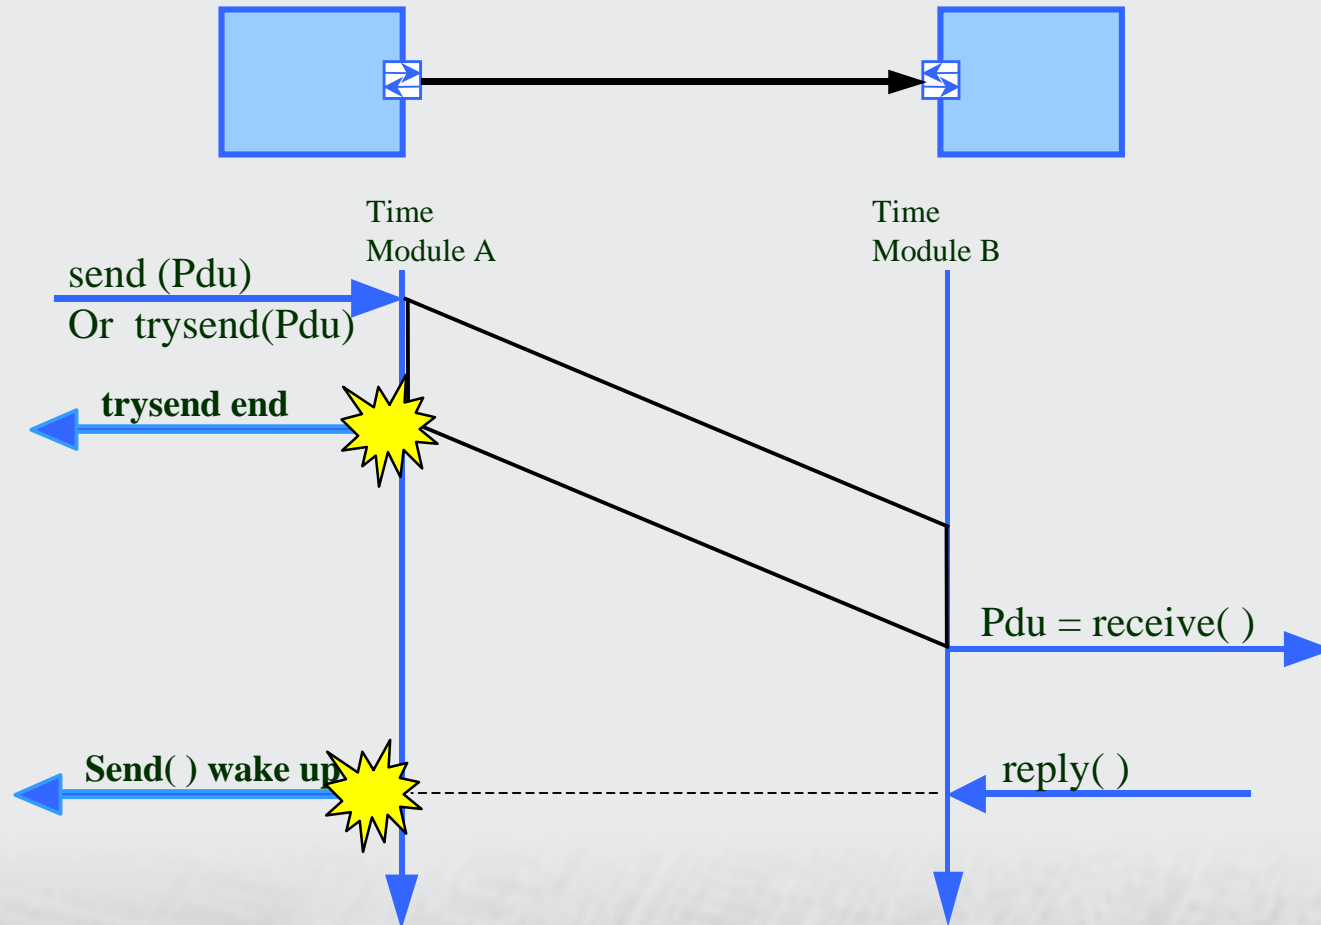 Time
Module A
Time
Module B
send (Pdu)
Or trysend(Pdu)
trysend end
Pdu = receive( )
Send( ) wake up
reply( )